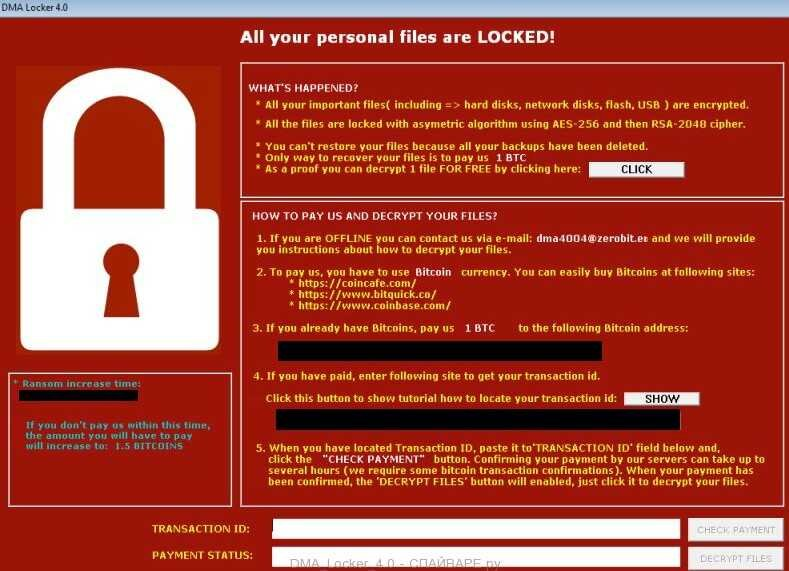 DMA Locker 4.0
All your personal files are LOCKED!
WHAT'S HAPPENED?
* All your important files( including => hard disks, network disks, flash, USB ) are encrypted.
* All the files are locked with asymetric algorithm using AES-256 and then RSA-2048 cipher.
* You can't restore your files because all your backups have been deleted.
* Only way to recover your files is to pay us 1 BTC
* As a proof you can decrypt 1 file FOR FREE by clicking here: CLICK
HOW TO PAY US AND DECRYPT YOUR FILES?
1. If you are OFFLINE you can contact us via e-mail: dma4004@zerobit.eu and we will provide
you instructions about how to decrypt your files.
2. To pay us, you have to use Bitcoin currency. You can easily buy Bitcoins at following sites:
* https://coincafe.com/
* https://www.bitquick.co/
* https://www.coinbase.com/
3. If you already have Bitcoins, pay us 1 BTC to the following Bitcoin address:
4. If you have paid, enter following site to get your transaction id.
Click this button to show tutorial how to locate your transaction id: SHOW
5. When you have located Transaction ID, paste it to'TRANSACTION ID' field below and,
click the "CHECK PAYMENT" button. Confirming your payment by our servers can take up to
several hours (we require some bitcoin transaction confirmations). When your payment has
been confirmed, the 'DECRYPT FILES' button will enabled, just click it to decrypt your files.
* Ransom increase time:
If you don't pay us within this time,
the amount you will have to pay
will increase to: 1.5 BITCOINS
TRANSACTION ID:
CHECK PAYMENT
PAYMENT STATUS:
DECRYPT FILES
DMA_Locker_4.0 - СПАЙВАРЕ.ру